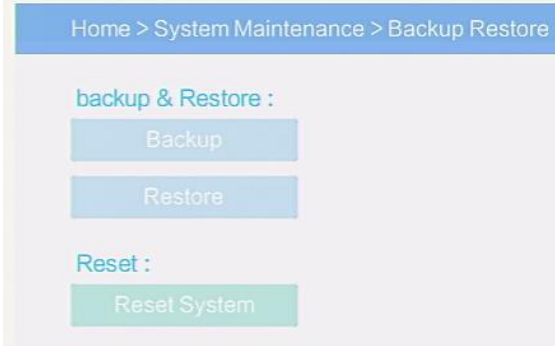 Home > System Maintenance > Backup Restore
backup & Restore :
Backup
Restore
Reset :
Reset System